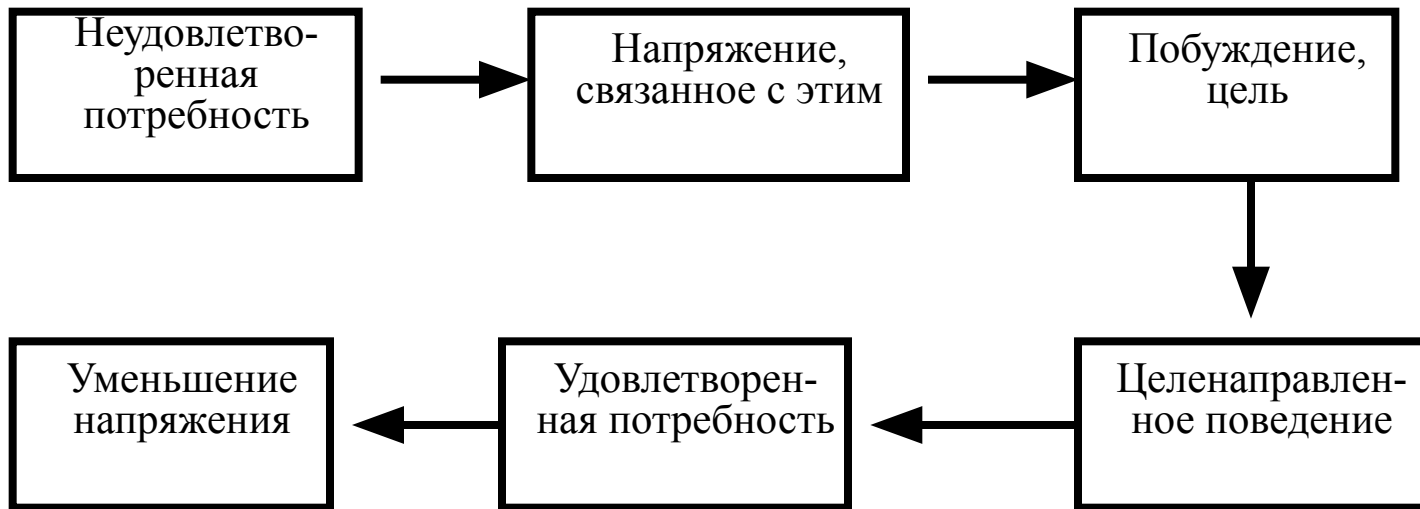 Неудовлетво-
ренная
потребность
Напряжение,
связанное с этим
Побуждение,
цель
Уменьшение
напряжения
Удовлетворен-
ная потребность
Целенаправлен-
ное поведение